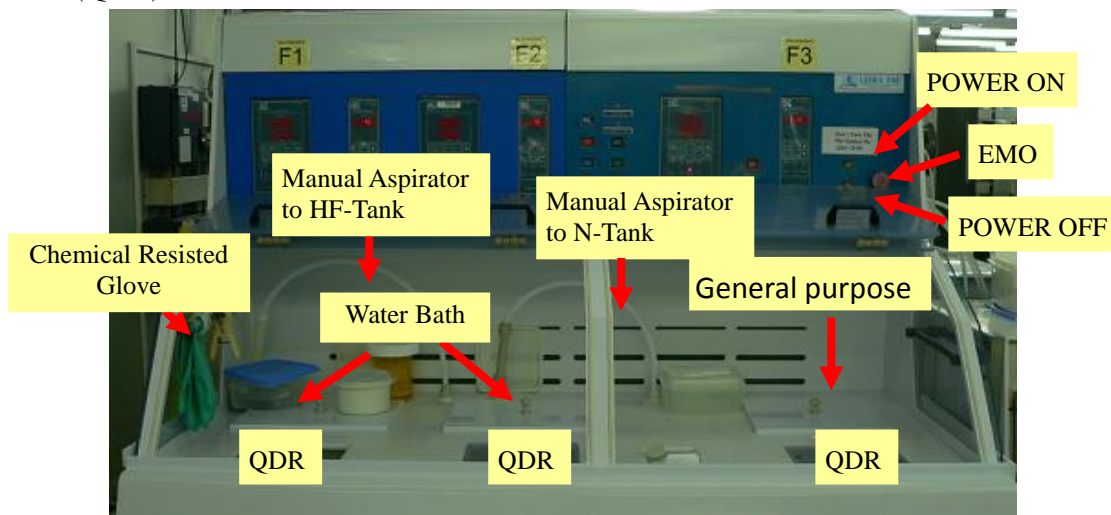 F1
F2
F3
POWER ON
EMO
POWER OFF
Manual Aspirator
to HF-Tank
Manual Aspirator
to N-Tank
Chemical Resisted
Glove
Water Bath
General purpose
QDR
QDR
QDR